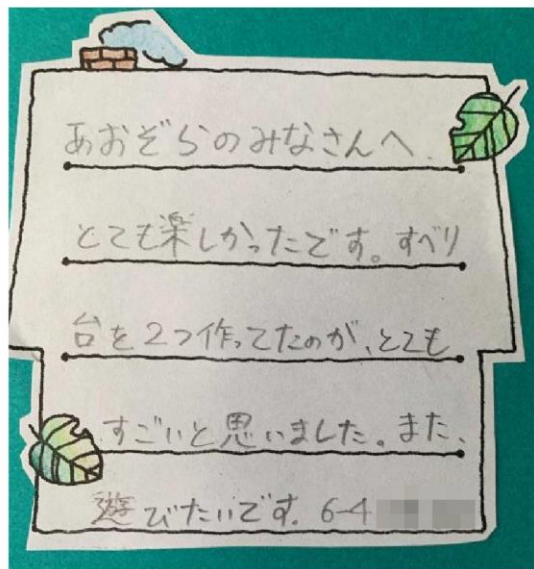 あおぞらのみなさんへ、
とても楽しかったです。すべり
台を2つ作ってたのが、とても
すごいと思いました。また、
遊びたいです。6-4